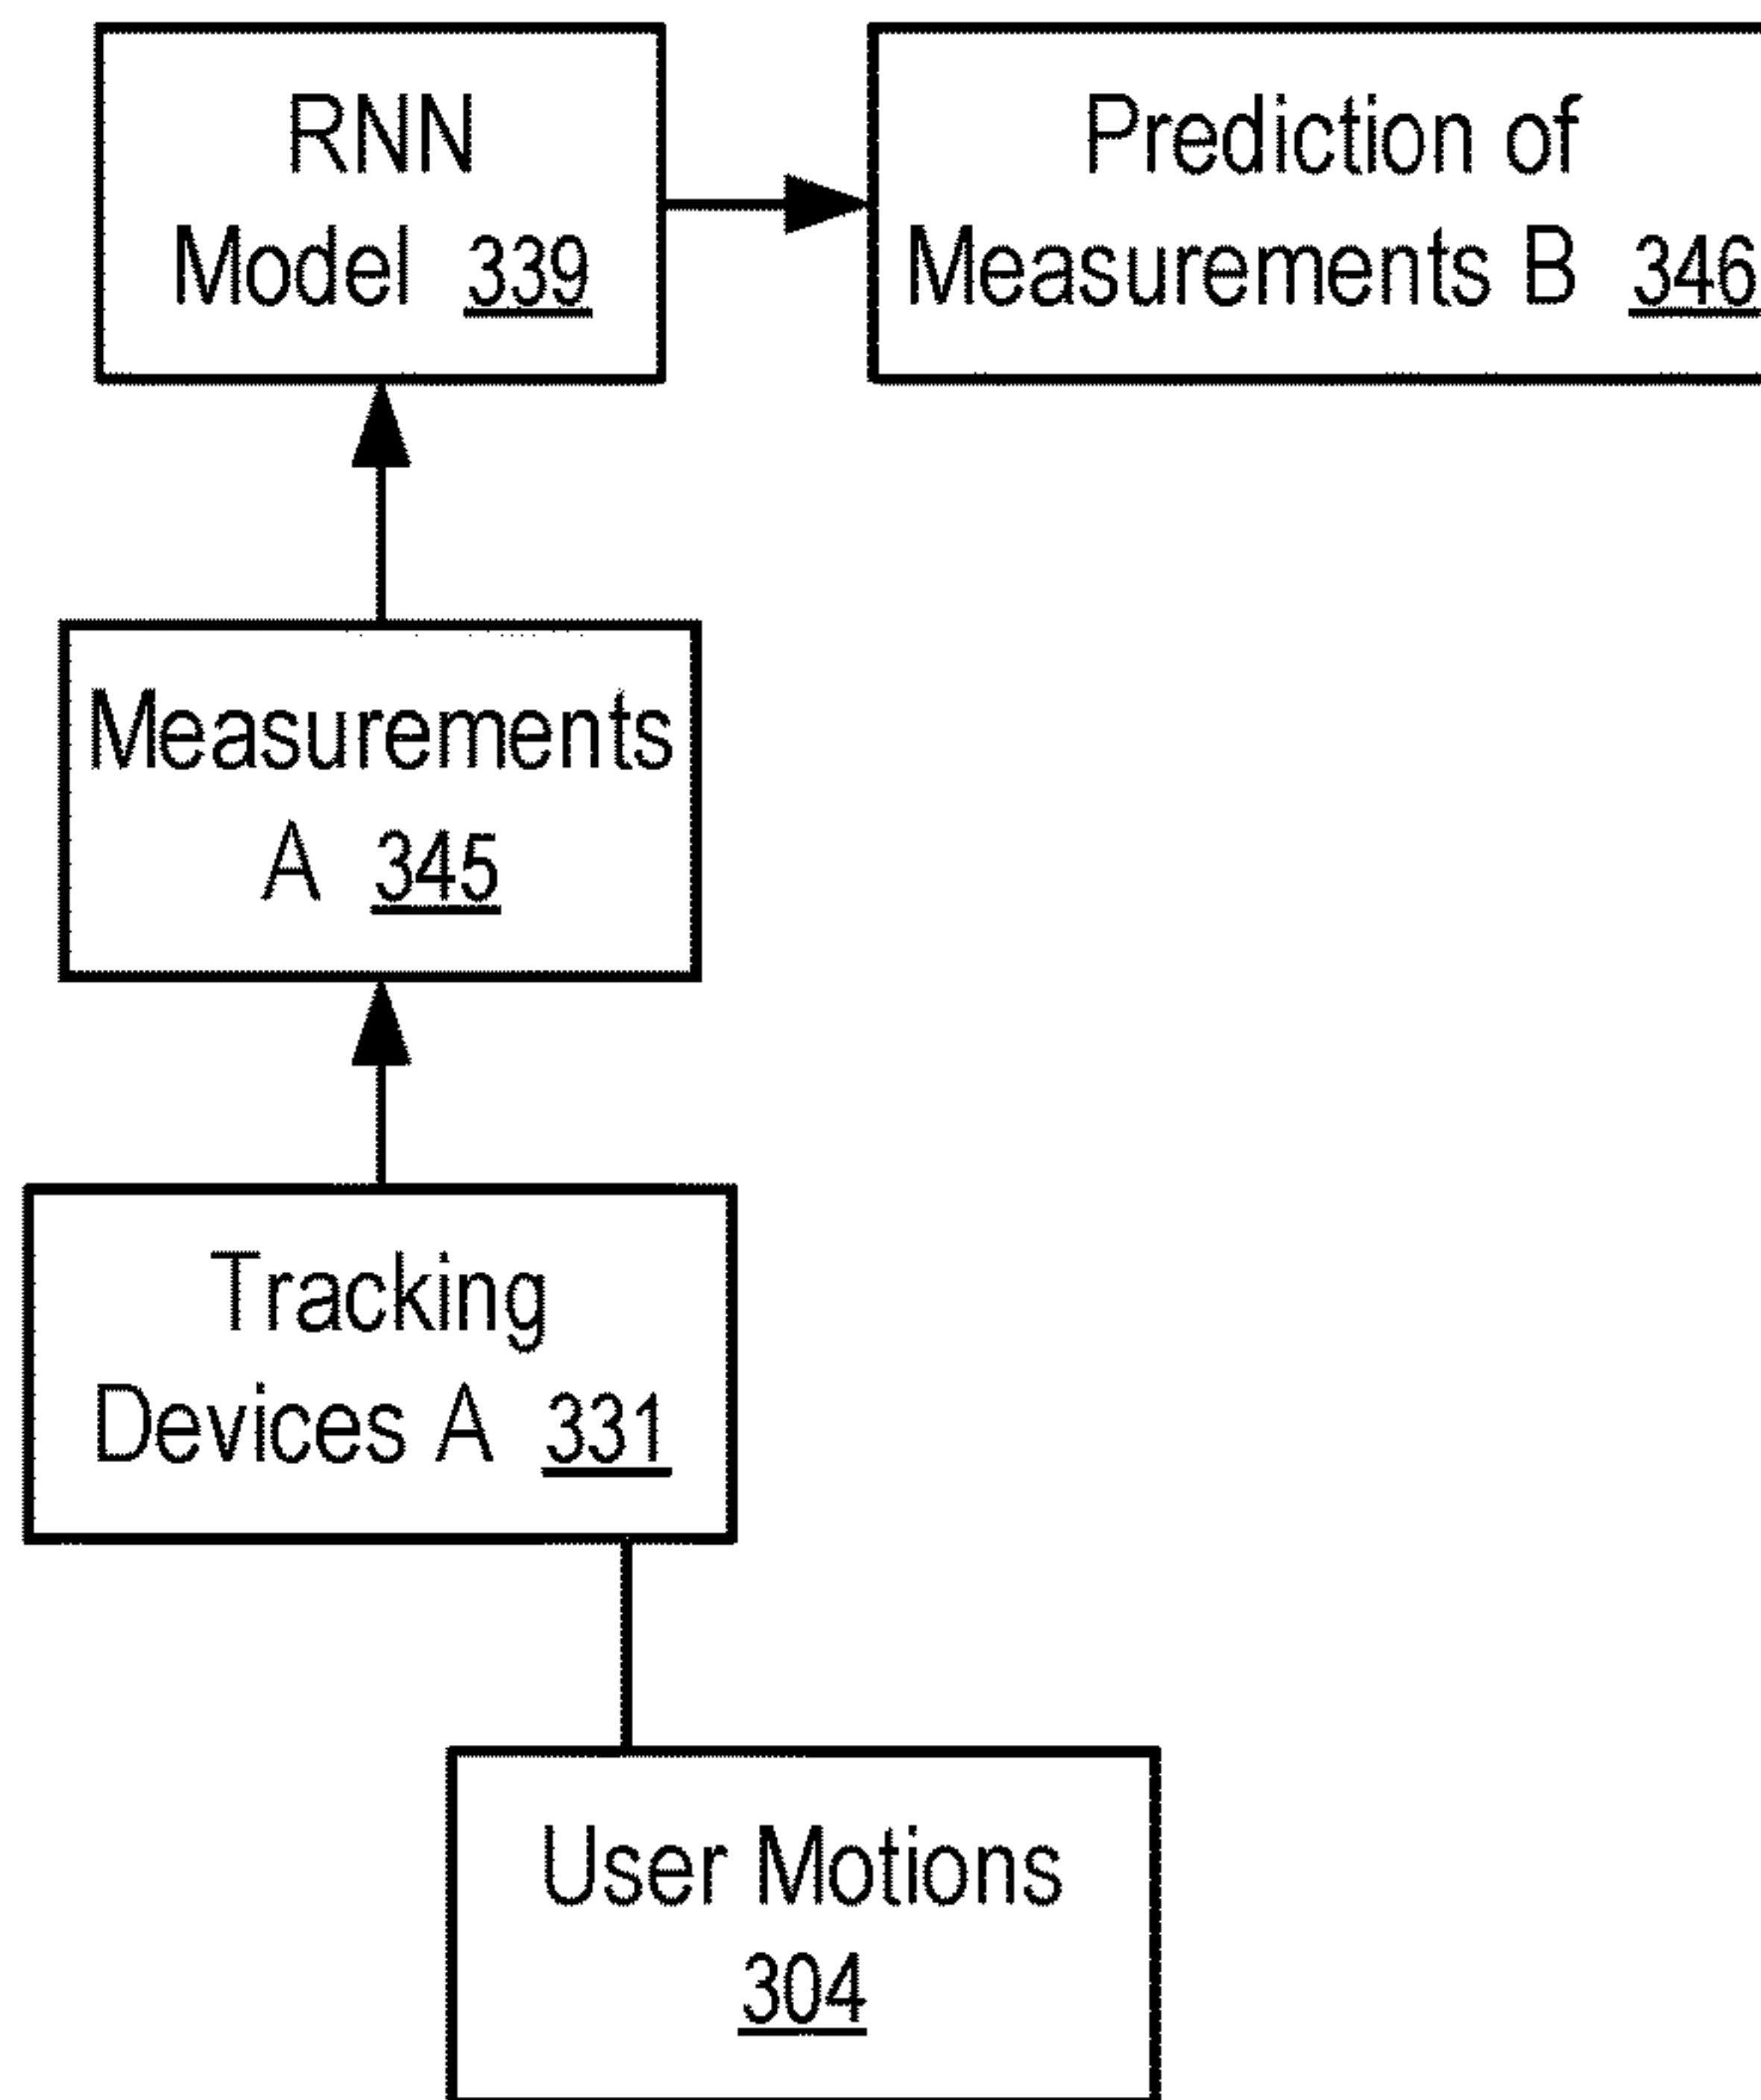 RNN
Model 339
Prediction of
Measurements B 346
Measurements
A 345
Tracking
Devices A 331
User Motions
304